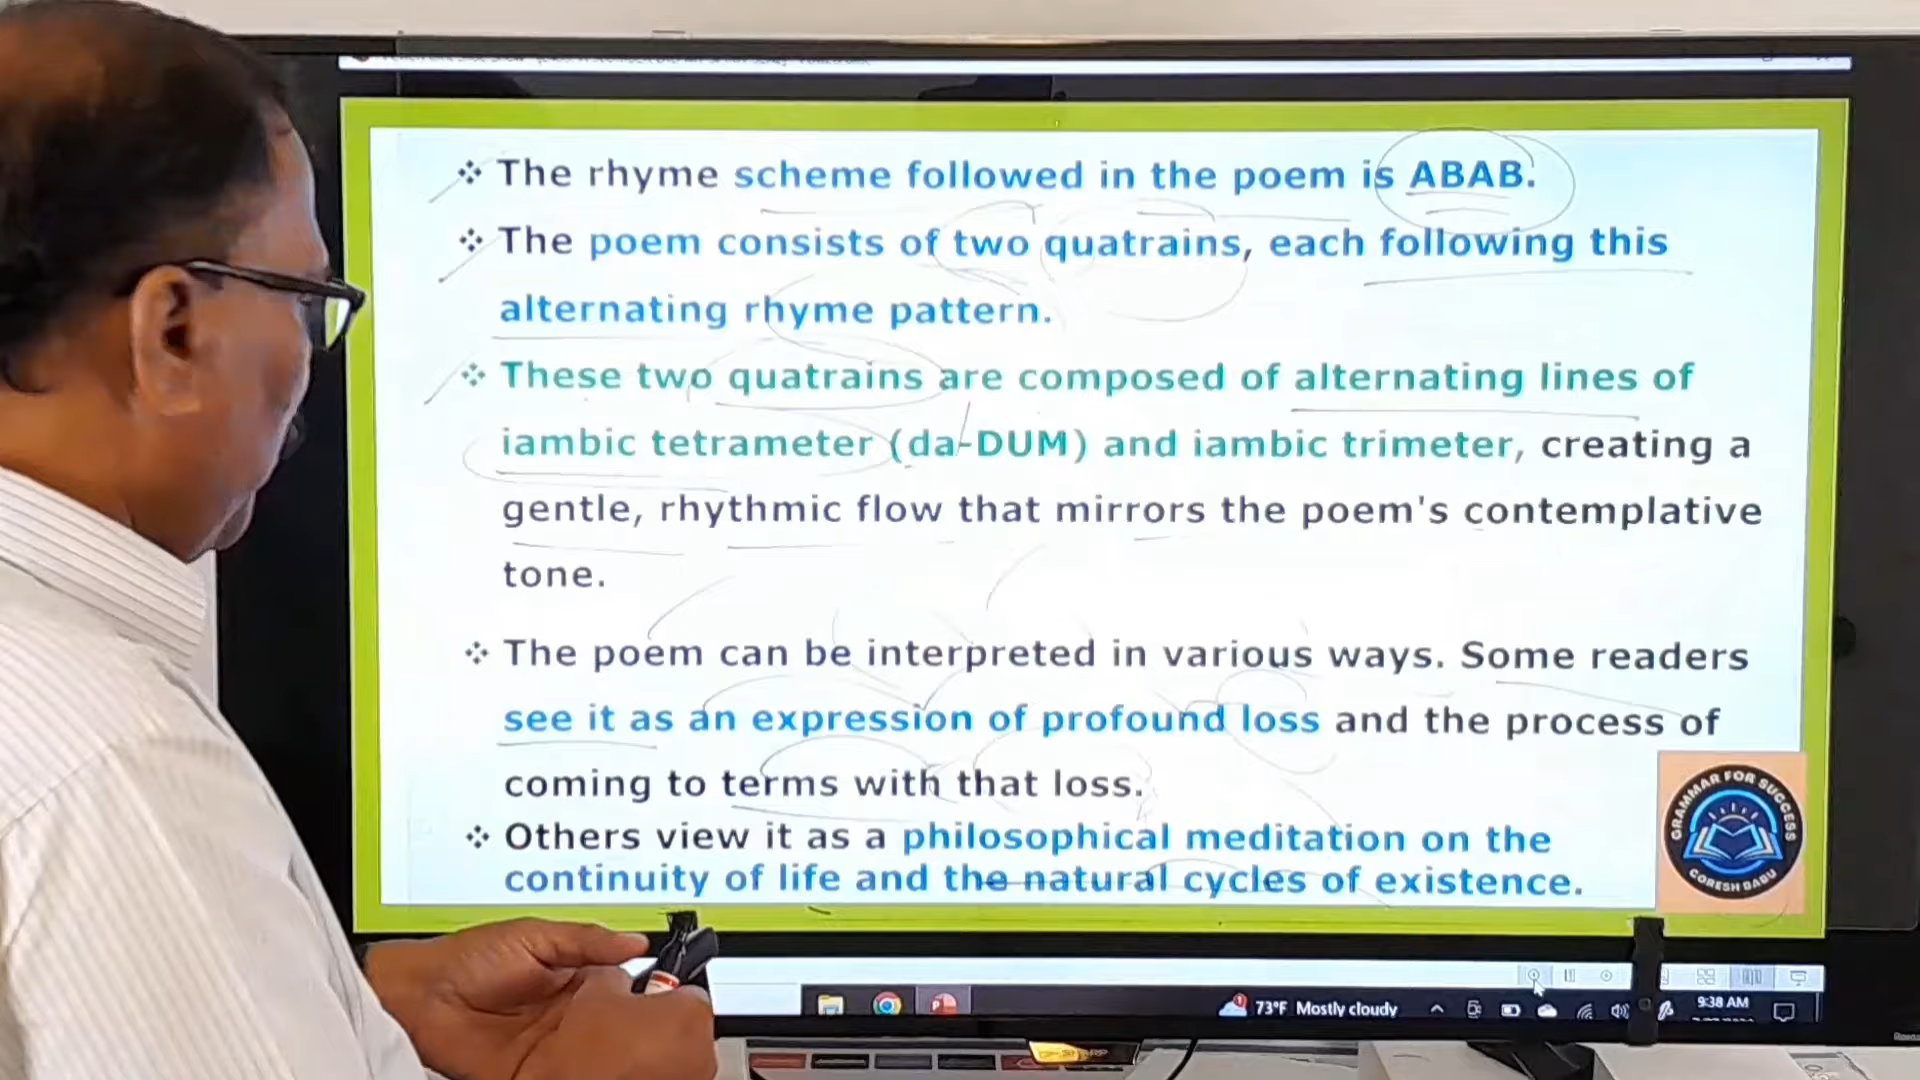 ❖ The rhyme scheme followed in the poem is ABAB.
❖ The poem consists of two quatrains, each following this
alternating rhyme pattern.
❖ These two quatrains are composed of alternating lines of
iambic tetrameter (da-DUM) and iambic trimeter, creating a
gentle, rhythmic flow that mirrors the poem's contemplative
tone.
❖ The poem can be interpreted in various ways. Some readers
see it as an expression of profound loss and the process of
coming to terms with that loss.
❖ Others view it as a philosophical meditation on the
continuity of life and the natural cycles of existence.
GRAMMAR FOR SUCCESS
73°F Mostly cloudy
9:38 AM